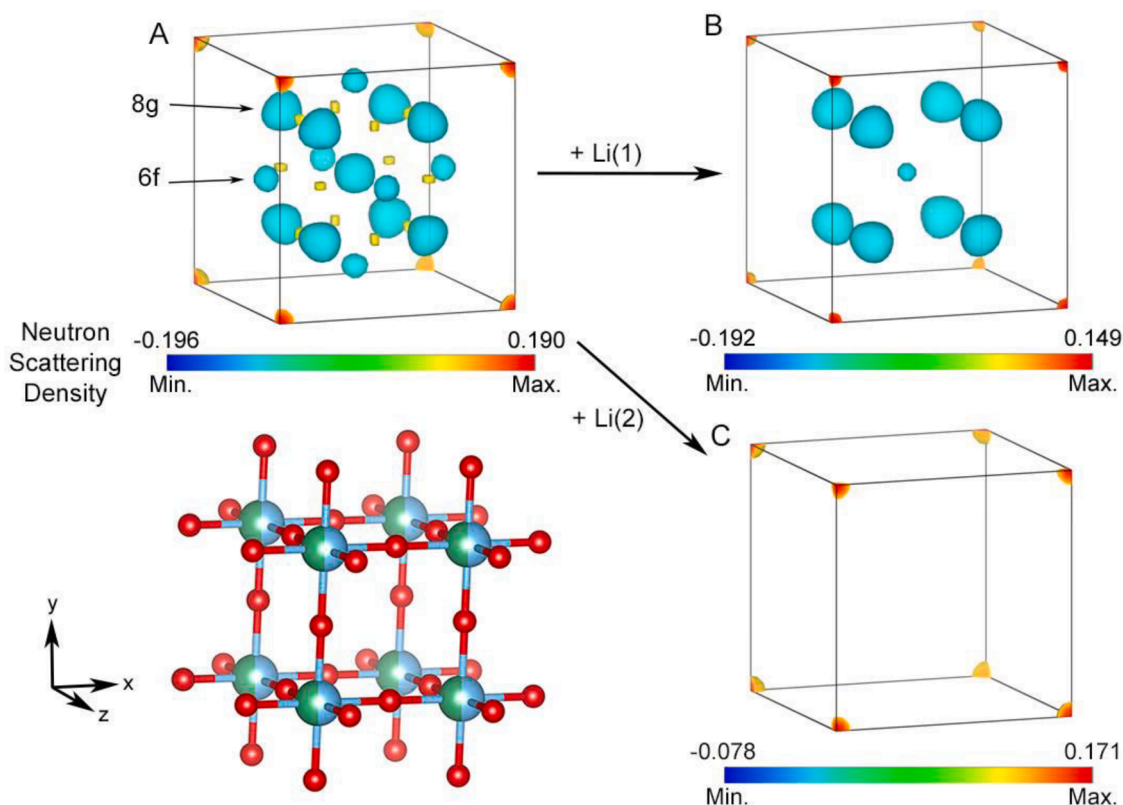 A
B
8g
6f
+ Li(1)
Neutron
Scattering
Density
-0.196
0.190
Min.
Max.
-0.192
0.149
Min.
Max.
+ Li(2)
C
y
x
z
-0.078
0.171
Min.
Max.